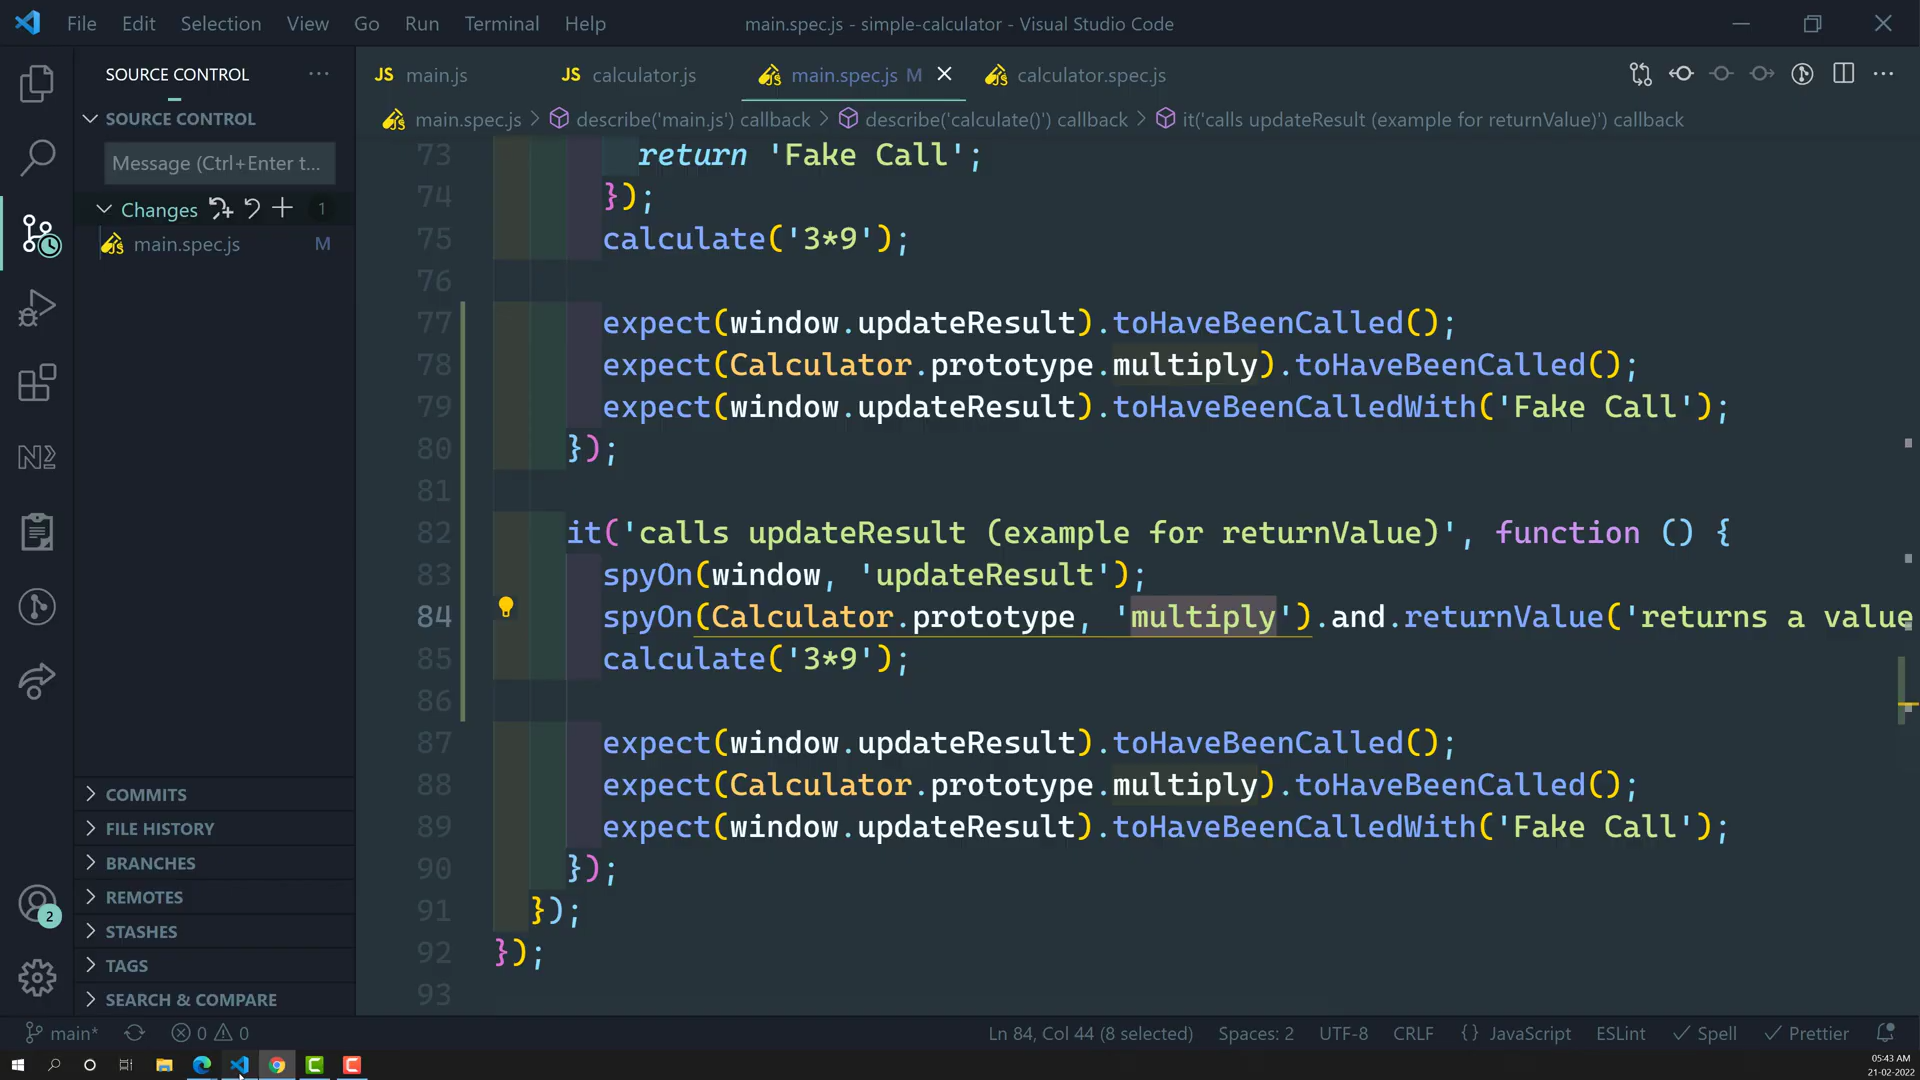 File Edit Selection View Go Run Terminal Help
main.spec.js - simple-calculator - Visual Studio Code
SOURCE CONTROL
JS main.js
JS calculator.js
main.spec.js M
calculator.spec.js
SOURCE CONTROL
main.spec.js > describe('main.js') callback > describe('calculate()') callback > it('calls updateResult (example for returnValue)') callback
Message (Ctrl+Enter t...
Changes 1
main.spec.js M
COMMITS
FILE HISTORY
BRANCHES
REMOTES
STASHES
TAGS
SEARCH & COMPARE
2
73 return 'Fake Call';
74 });
75 calculate('3*9');
76
77 expect(window.updateResult).toHaveBeenCalled();
78 expect(Calculator.prototype.multiply).toHaveBeenCalled();
79 expect(window.updateResult).toHaveBeenCalledWith('Fake Call');
80 });
81
82 it('calls updateResult (example for returnValue)', function () {
83 spyOn(window, 'updateResult');
84 spyOn(Calculator.prototype, 'multiply').and.returnValue('returns a value
85 calculate('3*9');
86
87 expect(window.updateResult).toHaveBeenCalled();
88 expect(Calculator.prototype.multiply).toHaveBeenCalled();
89 expect(window.updateResult).toHaveBeenCalledWith('Fake Call');
90 });
91 });
92 });
93
main* 0 0
Ln 84, Col 44 (8 selected) Spaces: 2 UTF-8 CRLF {} JavaScript ESLint Spell Prettier
05:43 AM
21-02-2022